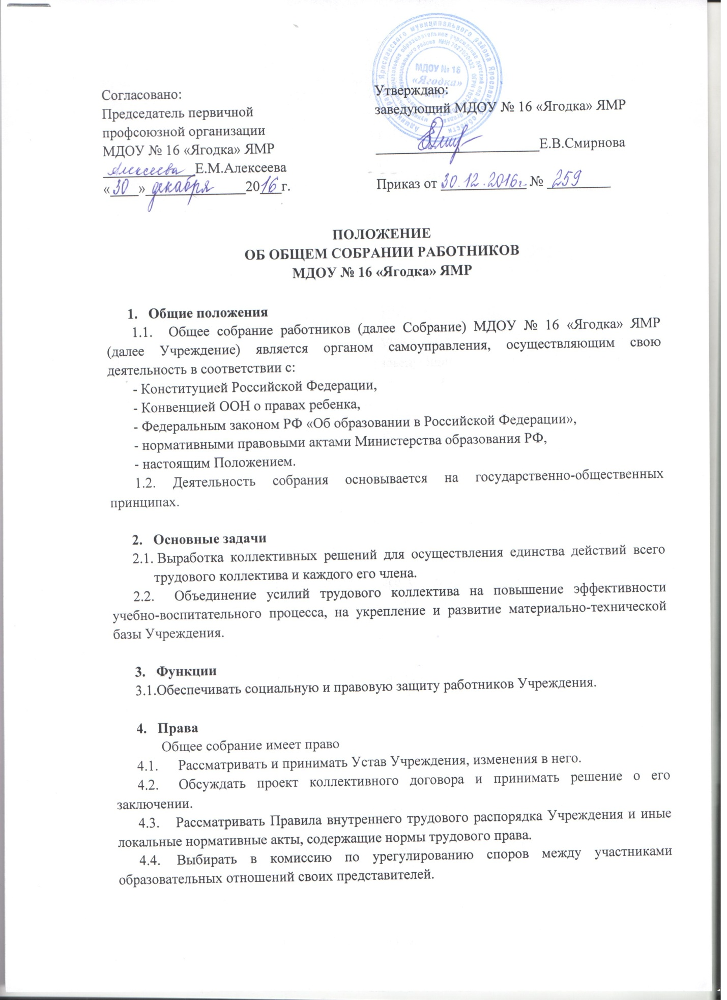 МДОУ № 16
«Ягодка»
ЯМР
Согласовано:
Председатель первичной
профсоюзной организации
МДОУ № 16 «Ягодка» ЯМР
Алексеева Е.М.Алексеева
«30» декабря 2016 г.
Утверждаю:
заведующий МДОУ № 16 «Ягодка» ЯМР
Е.В.Смирнова
Приказ от 30.12.2016г. № 259
ПОЛОЖЕНИЕ
ОБ ОБЩЕМ СОБРАНИИ РАБОТНИКОВ
МДОУ № 16 «Ягодка» ЯМР
1. Общие положения
1.1. Общее собрание работников (далее Собрание) МДОУ № 16 «Ягодка» ЯМР
(далее Учреждение) является органом самоуправления, осуществляющим свою
деятельность в соответствии с:
- Конституцией Российской Федерации,
- Конвенцией ООН о правах ребенка,
- Федеральным законом РФ «Об образовании в Российской Федерации»,
- нормативными правовыми актами Министерства образования РФ,
- настоящим Положением.
1.2. Деятельность собрания основывается на государственно-общественных
принципах.
2. Основные задачи
2.1. Выработка коллективных решений для осуществления единства действий всего
трудового коллектива и каждого его члена.
2.2. Объединение усилий трудового коллектива на повышение эффективности
учебно-воспитательного процесса, на укрепление и развитие материально-технической
базы Учреждения.
3. Функции
3.1.Обеспечивать социальную и правовую защиту работников Учреждения.
4. Права
Общее собрание имеет право
4.1. Рассматривать и принимать Устав Учреждения, изменения в него.
4.2. Обсуждать проект коллективного договора и принимать решение о его
заключении.
4.3. Рассматривать Правила внутреннего трудового распорядка Учреждения и иные
локальные нормативные акты, содержащие нормы трудового права.
4.4. Выбирать в комиссию по урегулированию споров между участниками
образовательных отношений своих представителей.